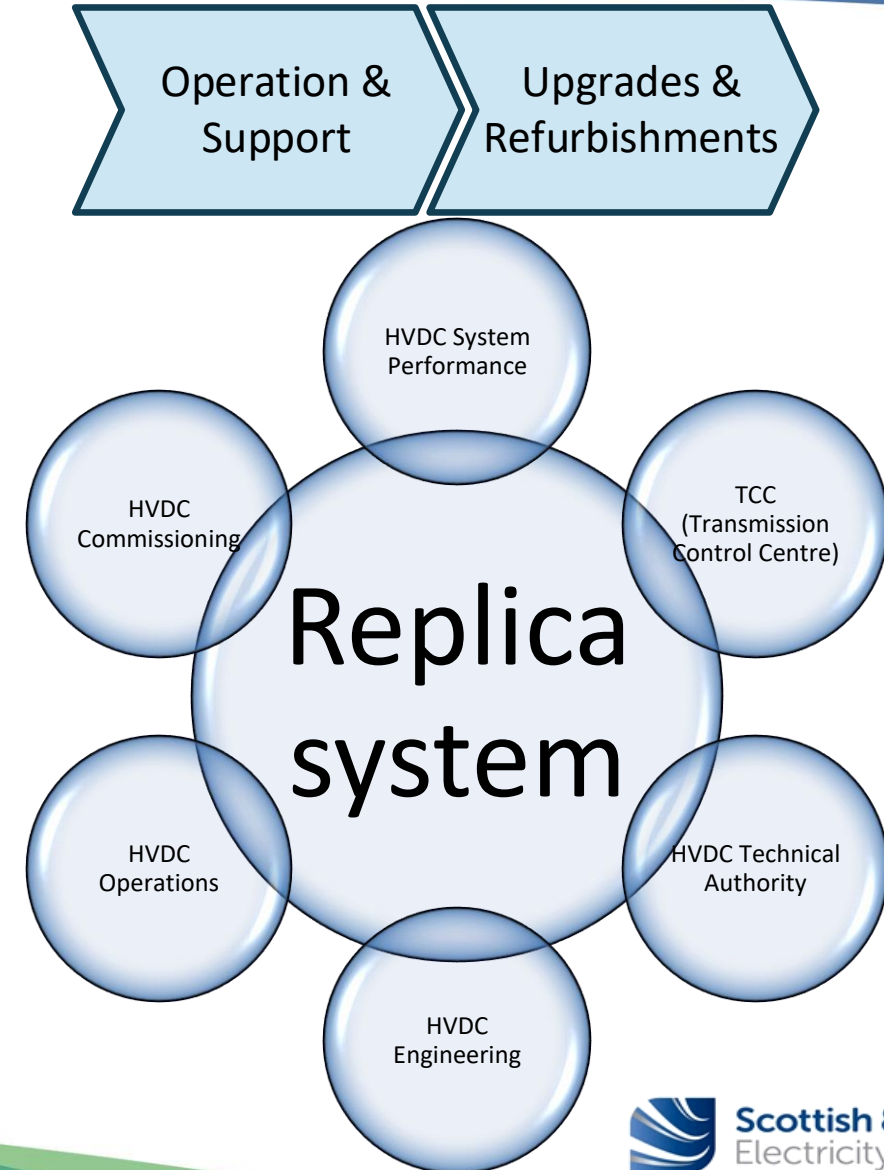 Operation &
Support
Upgrades &
Refurbishments
HVDC System
Performance
HVDC
Commissioning
TCC
(Transmission
Control Centre)
Replica
system
HVDC
Operations
HVDC Technical
Authority
HVDC
Engineering
Scottish &
Electricity